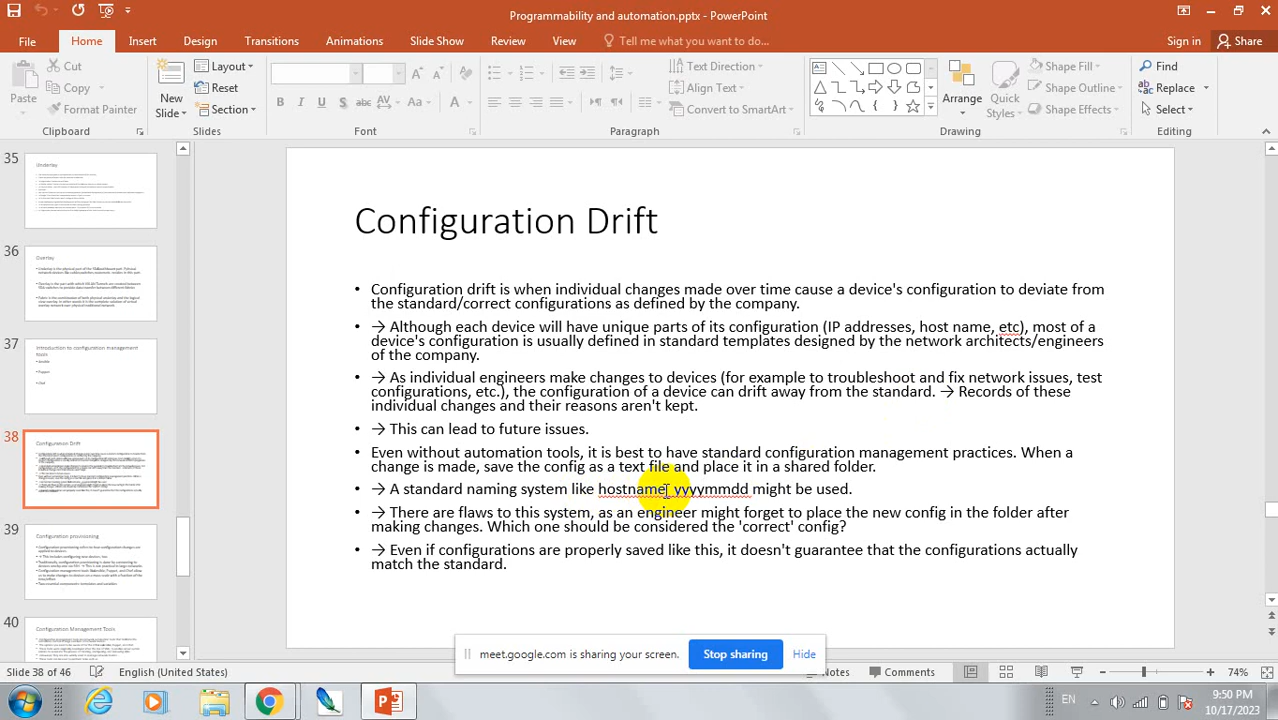 Programmability and automation.pptx - PowerPoint
File Home Insert Design Transitions Animations Slide Show Review View Tell me what you want to do... Sign in Share
Paste Cut Copy Format Painter Clipboard
New Slide Layout Reset Section Slides
Font
Text Direction Align Text Convert to SmartArt Paragraph
Arrange Quick Styles Shape Fill Shape Outline Shape Effects Drawing
Find Replace Select Editing
35
Underlay
36
Overlay
37
Introduction to configuration management
tools
38
Configuration Drift
39
Configuration provisioning
40
Configuration Management Tools
Configuration Drift
• Configuration drift is when individual changes made over time cause a device's configuration to deviate from
the standard/correct configurations as defined by the company.
• → Although each device will have unique parts of its configuration (IP addresses, host name, etc), most of a
device's configuration is usually defined in standard templates designed by the network architects/engineers
of the company.
• → As individual engineers make changes to devices (for example to troubleshoot and fix network issues, test
configurations, etc.), the configuration of a device can drift away from the standard. → Records of these
individual changes and their reasons aren't kept.
• → This can lead to future issues.
• Even without automation tools, it is best to have standard configuration management practices. When a
change is made, save the config as a text file and place it in a shared folder.
• → A standard naming system like hostname_yyyymmdd might be used.
• → There are flaws to this system, as an engineer might forget to place the new config in the folder after
making changes. Which one should be considered the 'correct' config?
• → Even if configurations are properly saved like this, it doesn't guarantee that the configurations actually
match the standard.
meet.google.com is sharing your screen. Stop sharing Hide
Slide 38 of 46 English (United States) Notes Comments 74%
EN 9:50 PM
10/17/2023